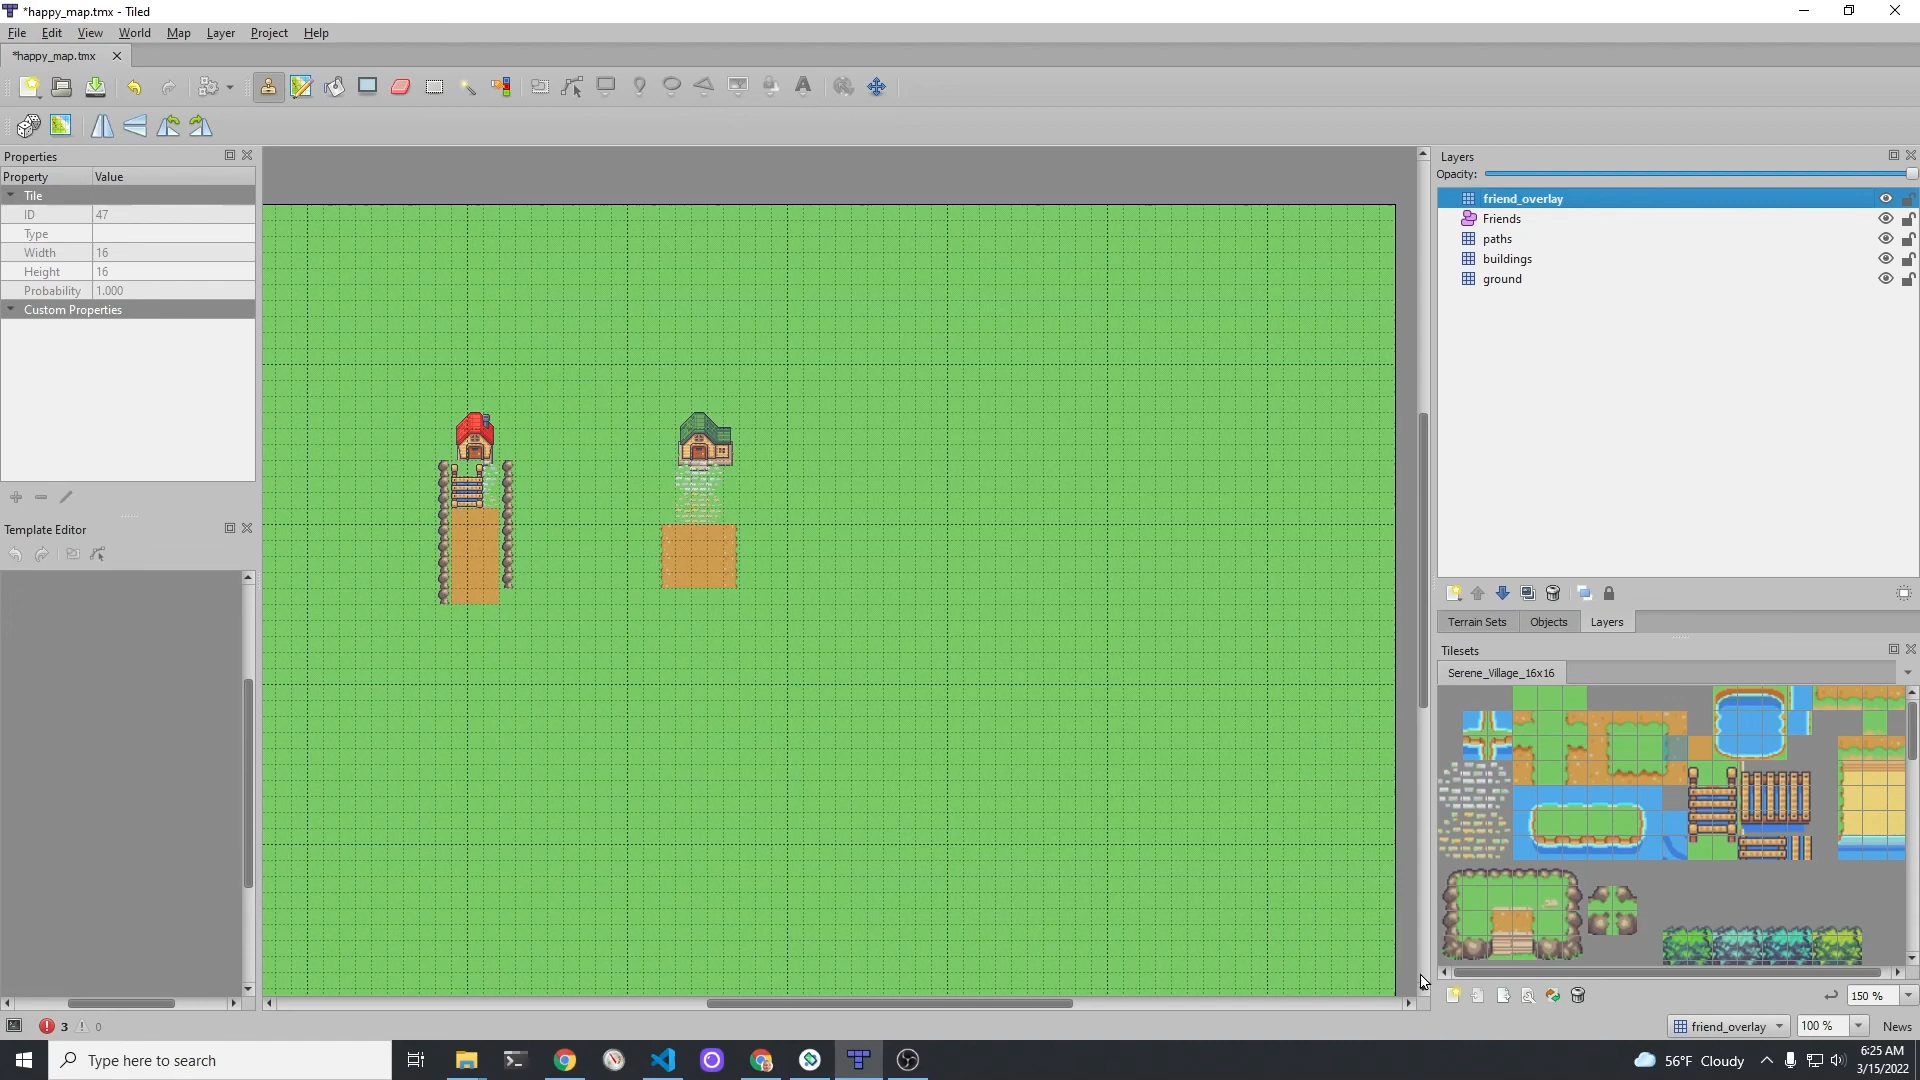 *happy_map.tmx - Tiled
File Edit View World Map Layer Project Help
*happy_map.tmx
Properties
Property Value
Tile
ID 47
Type
Width 16
Height 16
Probability 1.000
Custom Properties
Template Editor
Layers
Opacity:
friend_overlay
Friends
paths
buildings
ground
Terrain Sets Objects Layers
Tilesets
Serene_Village_16x16
150 %
3 0
friend_overlay 100 % News
Type here to search
56°F Cloudy
6:25 AM
3/15/2022